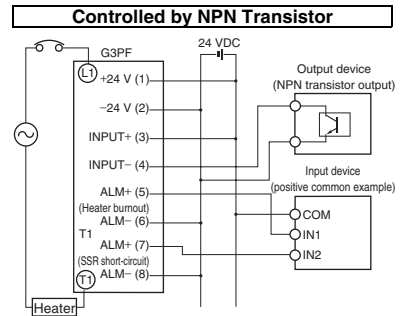 Controlled by NPN Transistor
24 VDC
G3PF
L1
+24 V (1)
−24 V (2)
INPUT+ (3)
INPUT− (4)
ALM+ (5)
(Heater burnout)
ALM− (6)
T1
ALM+ (7)
(SSR short-circuit)
T1
ALM− (8)
Heater
Output device
(NPN transistor output)
Input device
(positive common example)
COM
IN1
IN2